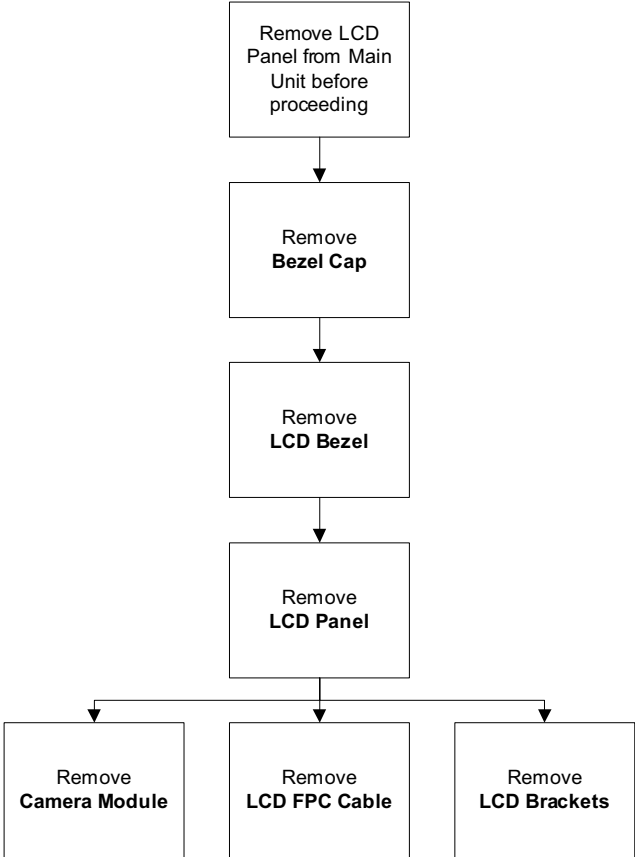 Remove LCD
Panel from Main
Unit before
proceeding
Remove
Bezel Cap
Remove
LCD Bezel
Remove
LCD Panel
Remove
Camera Module
Remove
LCD FPC Cable
Remove
LCD Brackets